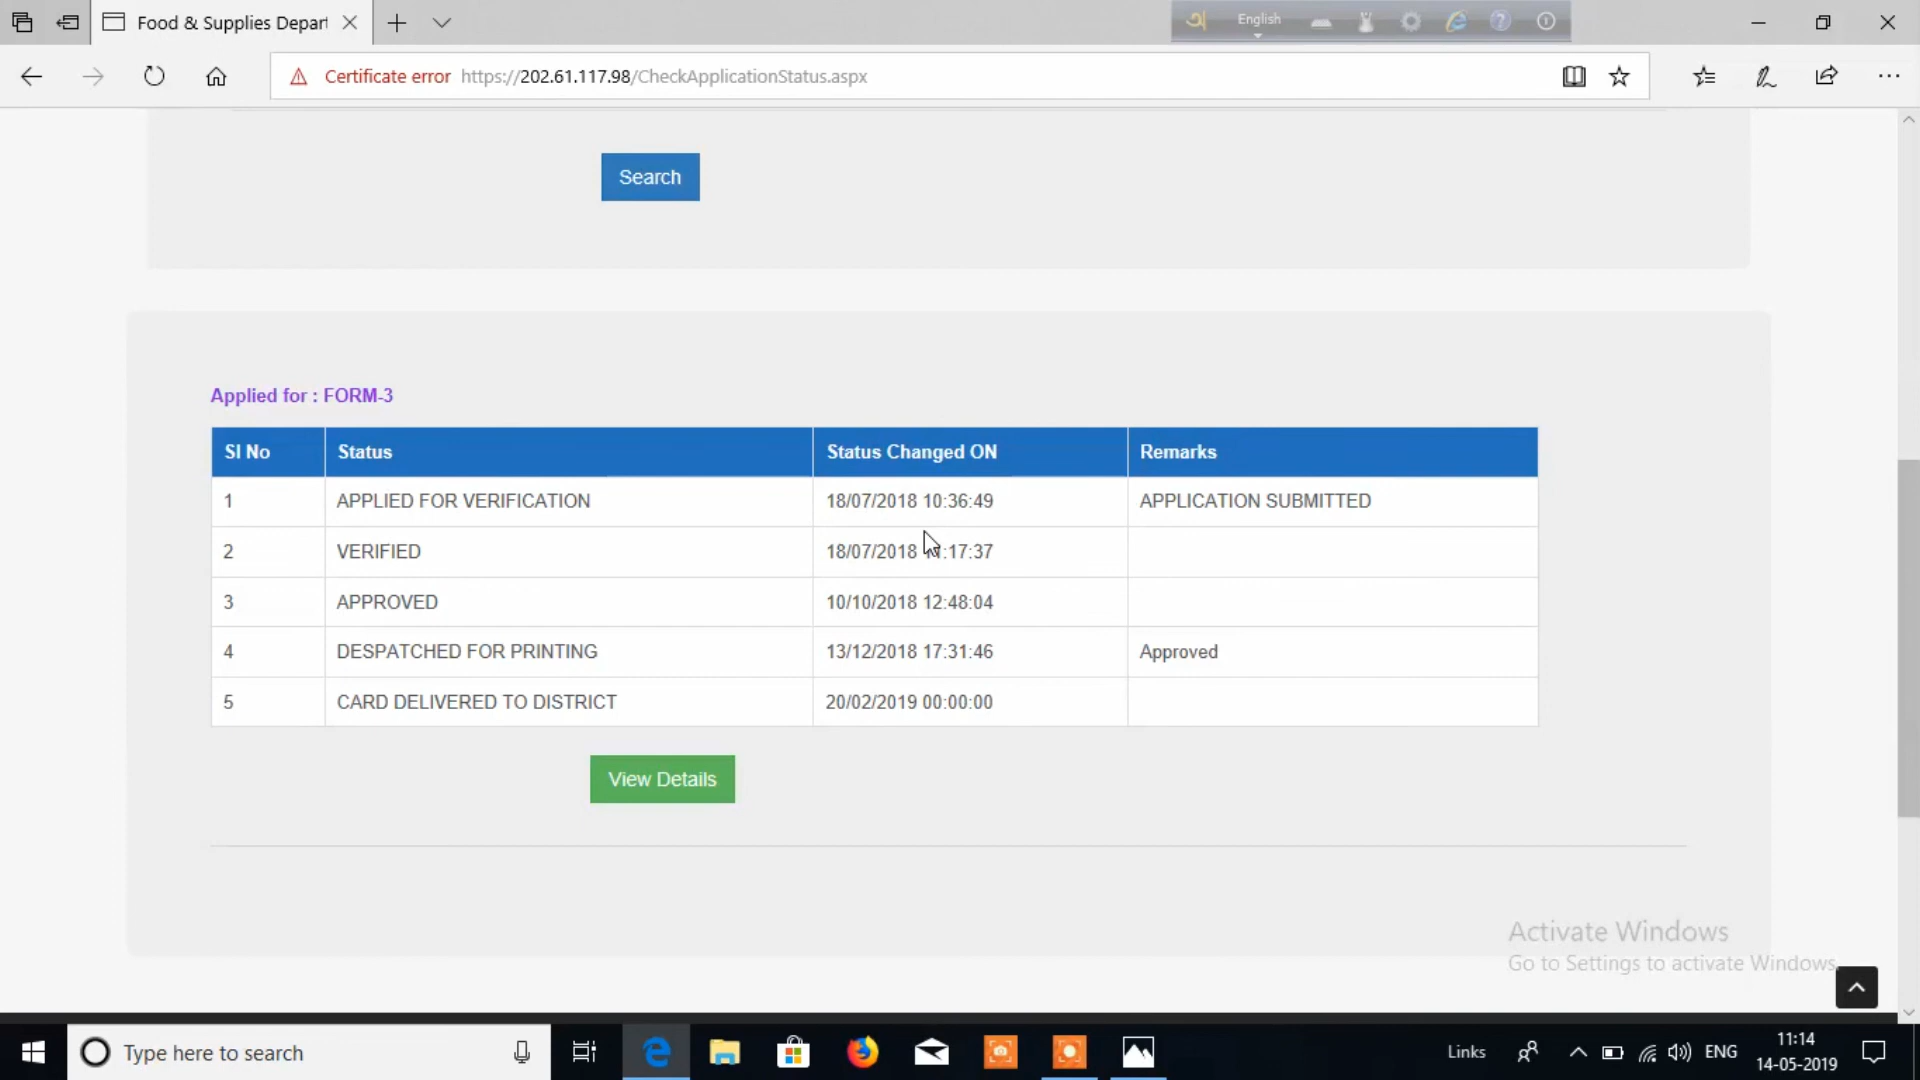 Food & Supplies Depart
English
Certificate error https://202.61.117.98/CheckApplicationStatus.aspx
Search
Applied for : FORM-3
Sl No Status Status Changed ON Remarks
1 APPLIED FOR VERIFICATION 18/07/2018 10:36:49 APPLICATION SUBMITTED
2 VERIFIED 18/07/2018 11:17:37
3 APPROVED 10/10/2018 12:48:04
4 DESPATCHED FOR PRINTING 13/12/2018 17:31:46 Approved
5 CARD DELIVERED TO DISTRICT 20/02/2019 00:00:00
View Details
Activate Windows
Go to Settings to activate Windows.
Type here to search
Links
ENG
11:14
14-05-2019